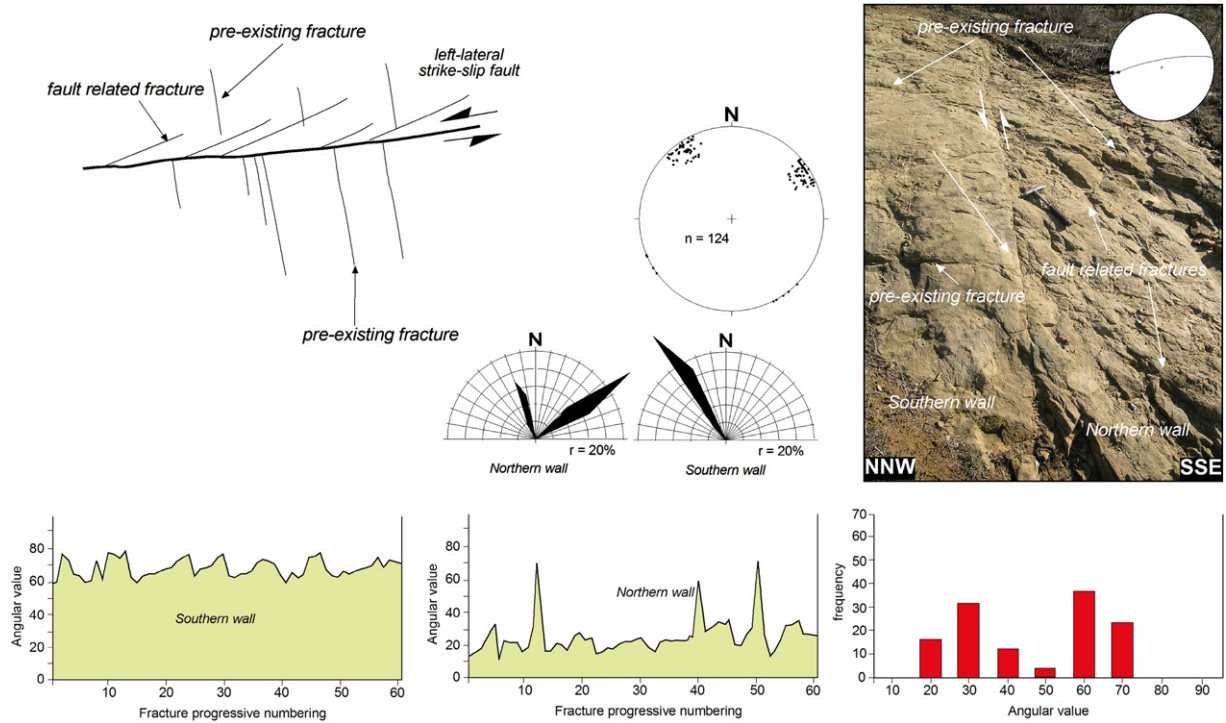 pre-existing fracture
fault related fracture
left-lateral
strike-slip fault
pre-existing fracture
N
n = 124
N
r = 20%
Northern wall
N
r = 20%
Southern wall
pre-existing fracture
fault related fractures
pre-existing fracture
Southern wall
Northern wall
NNW
SSE
Angular value
80
60
40
20
0
Southern wall
10 20 30 40 50 60
Fracture progressive numbering
Angular value
80
60
40
20
0
Northern wall
10 20 30 40 50 60
Fracture progressive numbering
frequency
70
60
50
40
30
20
10
0
10 20 30 40 50 60 70 80 90
Angular value